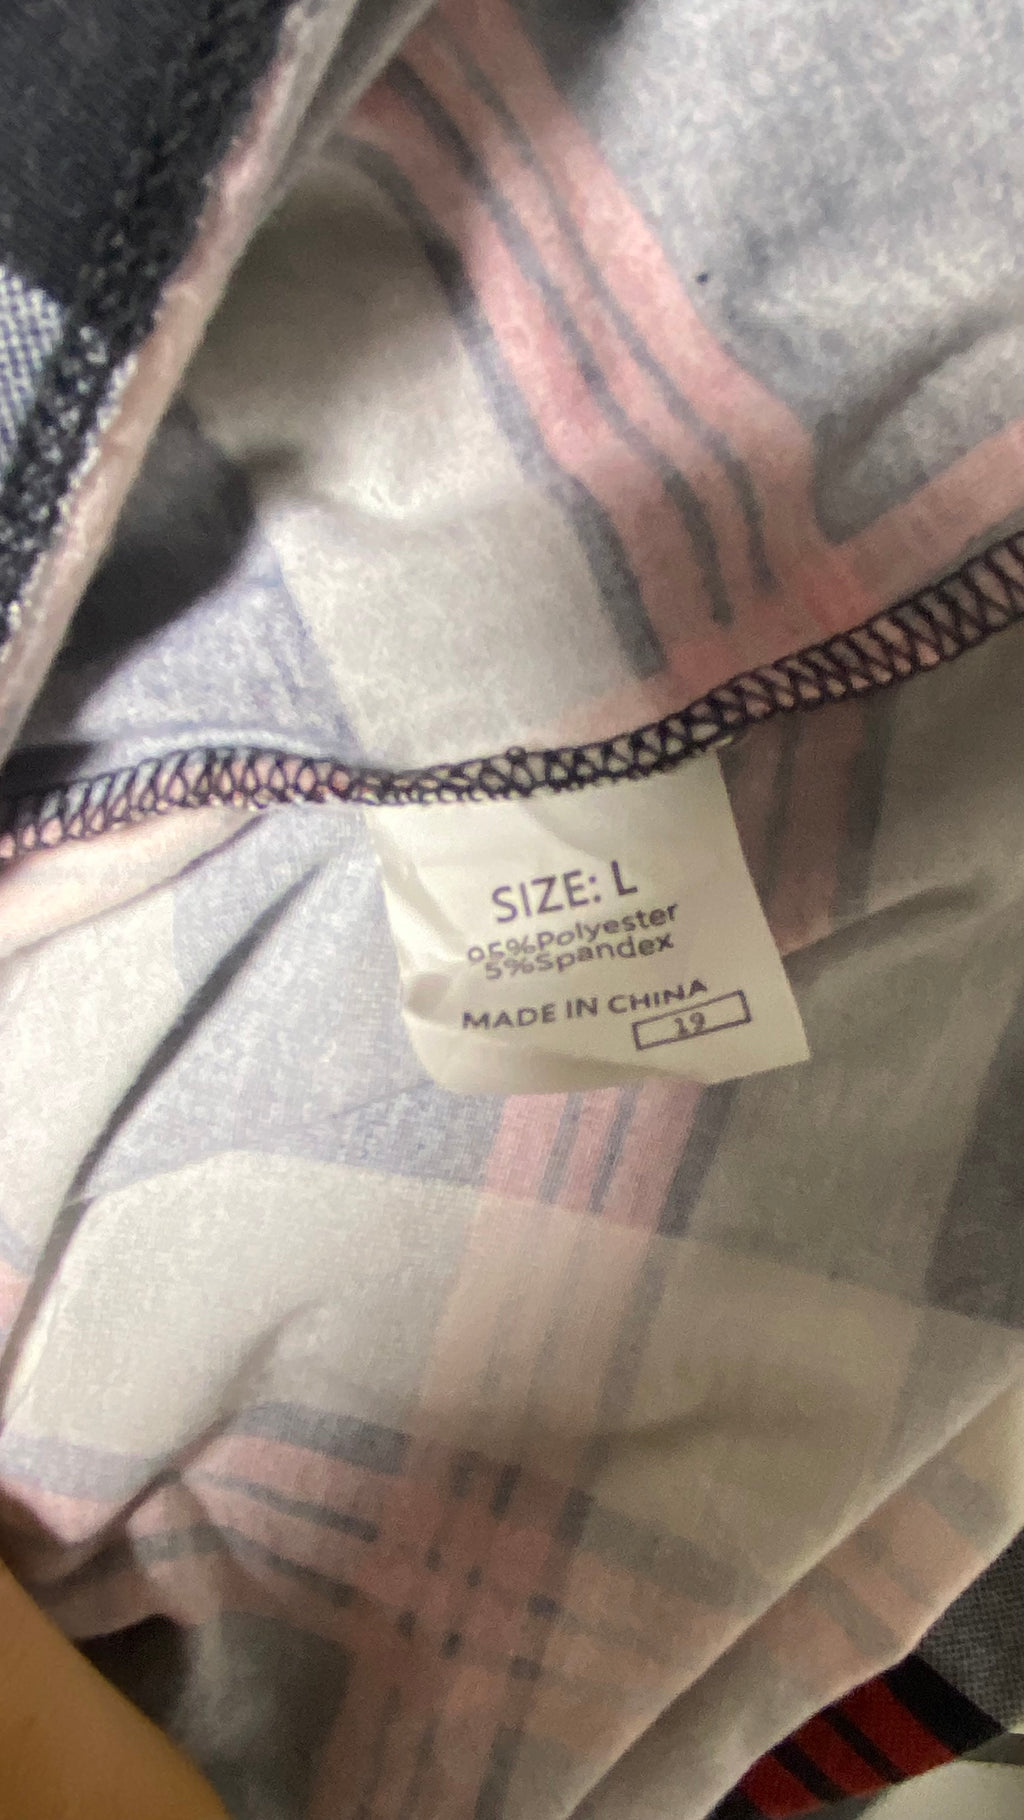 SIZE: L
95%Polyester
5%Spandex
MADE IN CHINA
19